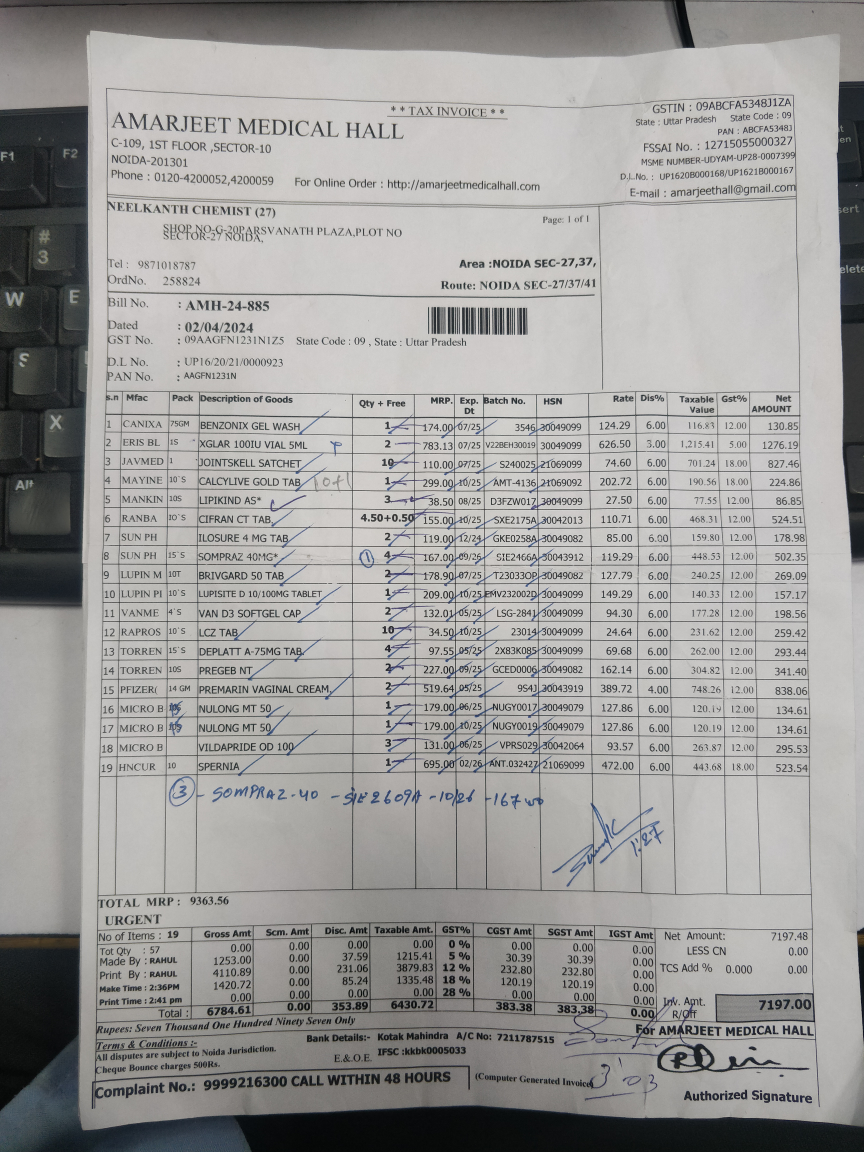 * * TAX INVOICE * *
AMARJEET MEDICAL HALL
C-109, 1ST FLOOR ,SECTOR-10
NOIDA-201301
Phone : 0120-4200052,4200059 For Online Order : http://amarjeetmedicalhall.com
GSTIN : 09ABCFA5348J1ZA
State : Uttar Pradesh State Code : 09
PAN : ABCFA5348J
FSSAI No. : 12715055000327
MSME NUMBER-UDYAM-UP28-0007399
D.L.No. : UP1620B000168/UP1621B000167
E-mail : amarjeethall@gmail.com
NEELKANTH CHEMIST (27)
Page: 1 of 1
SHOP NO-G-20PARSVANATH PLAZA,PLOT NO
SECTOR-27 NOIDA,
Tel : 9871018787 Area :NOIDA SEC-27,37,
OrdNo. 258824 Route: NOIDA SEC-27/37/41
Bill No. : AMH-24-885
Dated : 02/04/2024
GST No. : 09AAGFN1231N1Z5 State Code : 09 , State : Uttar Pradesh
D.L No. : UP16/20/21/0000923
PAN No. : AAGFN1231N
s.n Mfac Pack Description of Goods Qty + Free MRP. Exp. Dt Batch No. HSN Rate Dis% Taxable Value Gst% Net AMOUNT
1 CANIXA 75GM BENZONIX GEL WASH 1 174.00 07/25 3546 30049099 124.29 6.00 116.83 12.00 130.85
2 ERIS BL 1S XGLAR 100IU VIAL 5ML 2 783.13 07/25 V22BEH30019 30049099 626.50 3.00 1,215.41 5.00 1276.19
3 JAVMED 1 JOINTSKELL SATCHET 10 110.00 07/25 S240025 21069099 74.60 6.00 701.24 18.00 827.46
4 MAYINE 10`S CALCYLIVE GOLD TAB 10+1 1 299.00 10/25 AMT-4136 21069092 202.72 6.00 190.56 18.00 224.86
5 MANKIN 10S LIPIKIND AS* 3 38.50 08/25 D3FZW017 30049099 27.50 6.00 77.55 12.00 86.85
6 RANBA 10`S CIFRAN CT TAB 4.50+0.50 155.00 10/25 SXE2175A 30042013 110.71 6.00 468.31 12.00 524.51
7 SUN PH ILOSURE 4 MG TAB 2 119.00 12/24 GKE0258A 30049082 85.00 6.00 159.80 12.00 178.98
8 SUN PH 15`S SOMPRAZ 40MG* (1) 4 167.00 09/26 SIE2466A 30043912 119.29 6.00 448.53 12.00 502.35
9 LUPIN M 10T BRIVGARD 50 TAB 2 178.90 07/25 T23033OP 30049082 127.79 6.00 240.25 12.00 269.09
10 LUPIN PI 10`S LUPISITE D 10/100MG TABLET 1 209.00 10/25 EMV232002D 30049099 149.29 6.00 140.33 12.00 157.17
11 VANME 4`S VAN D3 SOFTGEL CAP 2 132.01 05/25 LSG-2841 30049099 94.30 6.00 177.28 12.00 198.56
12 RAPROS 10`S LCZ TAB 10 34.50 10/25 23014 30049099 24.64 6.00 231.62 12.00 259.42
13 TORREN 15`S DEPLATT A-75MG TAB 4 97.55 05/25 2X83K085 30049099 69.68 6.00 262.00 12.00 293.44
14 TORREN 10S PREGEB NT 2 227.00 09/25 GCED0006 30049082 162.14 6.00 304.82 12.00 341.40
15 PFIZER( 14 GM PREMARIN VAGINAL CREAM, 2 519.64 05/25 9S4J 30043919 389.72 4.00 748.26 12.00 838.06
16 MICRO B NULONG MT 50 1 179.00 06/25 NUGY0017 30049079 127.86 6.00 120.19 12.00 134.61
17 MICRO B NULONG MT 50 1 179.00 10/25 NUGY0019 30049079 127.86 6.00 120.19 12.00 134.61
18 MICRO B VILDAPRIDE OD 100 3 131.00 06/25 VPRS029 30042064 93.57 6.00 263.87 12.00 295.53
19 HNCUR 10 SPERNIA 1 695.00 02/26 ANT.032427 21069099 472.00 6.00 443.68 18.00 523.54
(3) - SOMPRAZ-40 - SIE2609A - 10/26 - 167
1:27
TOTAL MRP : 9363.56
URGENT
No of Items : 19 Gross Amt Scm. Amt Disc. Amt Taxable Amt. GST% CGST Amt SGST Amt IGST Amt Net Amount: 7197.48
Tot Qty : 57 0.00 0.00 0.00 0.00 0 % 0.00 0.00 0.00 LESS CN 0.00
Made By : RAHUL 1253.00 0.00 37.59 1215.41 5 % 30.39 30.39 0.00 TCS Add % 0.000 0.00
Print By : RAHUL 4110.89 0.00 231.06 3879.83 12 % 232.80 232.80 0.00
Make Time : 2:36PM 1420.72 0.00 85.24 1335.48 18 % 120.19 120.19 0.00
Print Time : 2:41 pm 0.00 0.00 0.00 0.00 28 % 0.00 0.00 0.00 Inv. Amt. 7197.00
Total : 6784.61 0.00 353.89 6430.72 383.38 383.38 0.00 R/Off
Rupees: Seven Thousand One Hundred Ninety Seven Only
For AMARJEET MEDICAL HALL
Terms & Conditions :-
Bank Details:- Kotak Mahindra A/C No: 7211787515
All disputes are subject to Noida Jurisdiction. E.& O.E. IFSC :kkbk0005033
Cheque Bounce charges 500Rs.
(Computer Generated Invoice)
3'03
Complaint No.: 9999216300 CALL WITHIN 48 HOURS
Authorized Signature